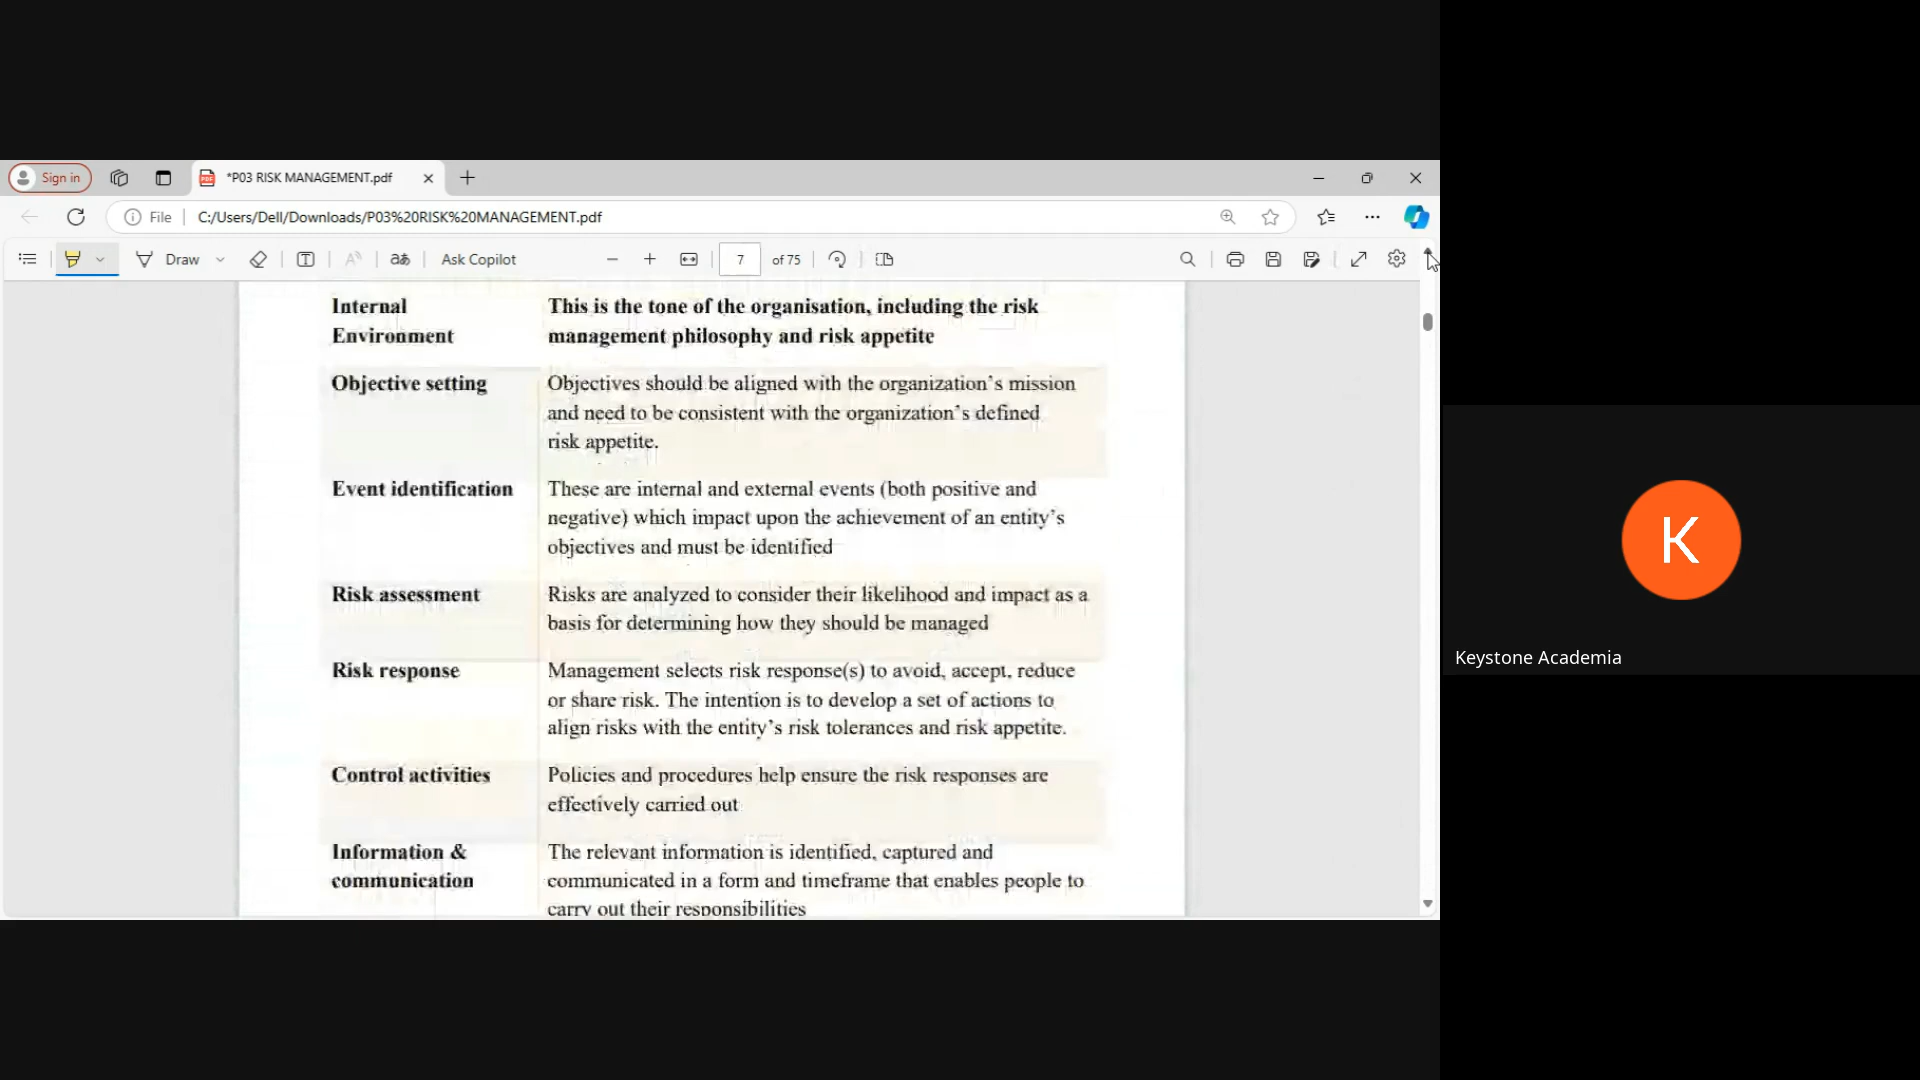 Sign in
*P03 RISK MANAGEMENT.pdf
File
C:/Users/Dell/Downloads/P03%20RISK%20MANAGEMENT.pdf
Draw
Ask Copilot
7 of 75
Internal Environment
This is the tone of the organisation, including the risk
management philosophy and risk appetite
Objective setting
Objectives should be aligned with the organization's mission
and need to be consistent with the organization's defined
risk appetite.
Event identification
These are internal and external events (both positive and
negative) which impact upon the achievement of an entity's
objectives and must be identified
Risk assessment
Risks are analyzed to consider their likelihood and impact as a
basis for determining how they should be managed
Risk response
Management selects risk response(s) to avoid, accept, reduce
or share risk. The intention is to develop a set of actions to
align risks with the entity's risk tolerances and risk appetite.
Control activities
Policies and procedures help ensure the risk responses are
effectively carried out
Information &
communication
The relevant information is identified, captured and
communicated in a form and timeframe that enables people to
carry out their responsibilities
K
Keystone Academia